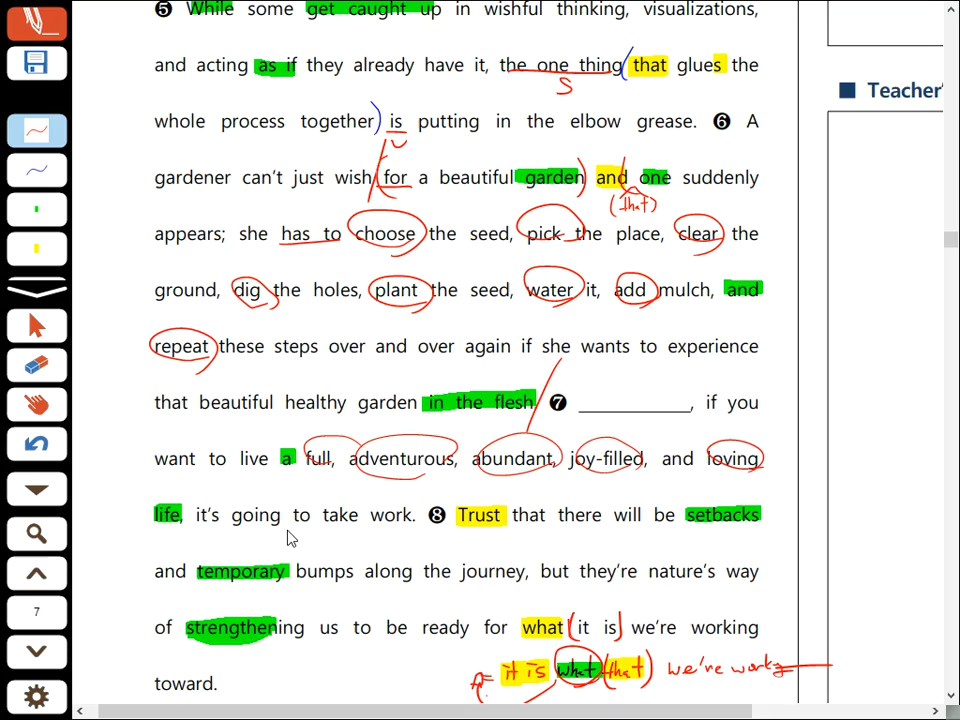 ❺ While some get caught up in wishful thinking, visualizations,
and acting as if they already have it, the one thing (that glues the
S
whole process together) is putting in the elbow grease. ❻ A
V
gardener can't just wish (for a beautiful garden) and (one suddenly
(that)
appears; she has to choose the seed, pick the place, clear the
ground, dig the holes, plant the seed, water it, add mulch, and
repeat these steps over and over again if she wants to experience
that beautiful healthy garden in the flesh. ❼ ____________, if you
want to live a full, adventurous, abundant, joy-filled, and loving
life, it's going to take work. ❽ Trust that there will be setbacks
and temporary bumps along the journey, but they're nature's way
of strengthening us to be ready for what (it is) we're working
it is what (that) we're working
toward.
■ Teacher'
7